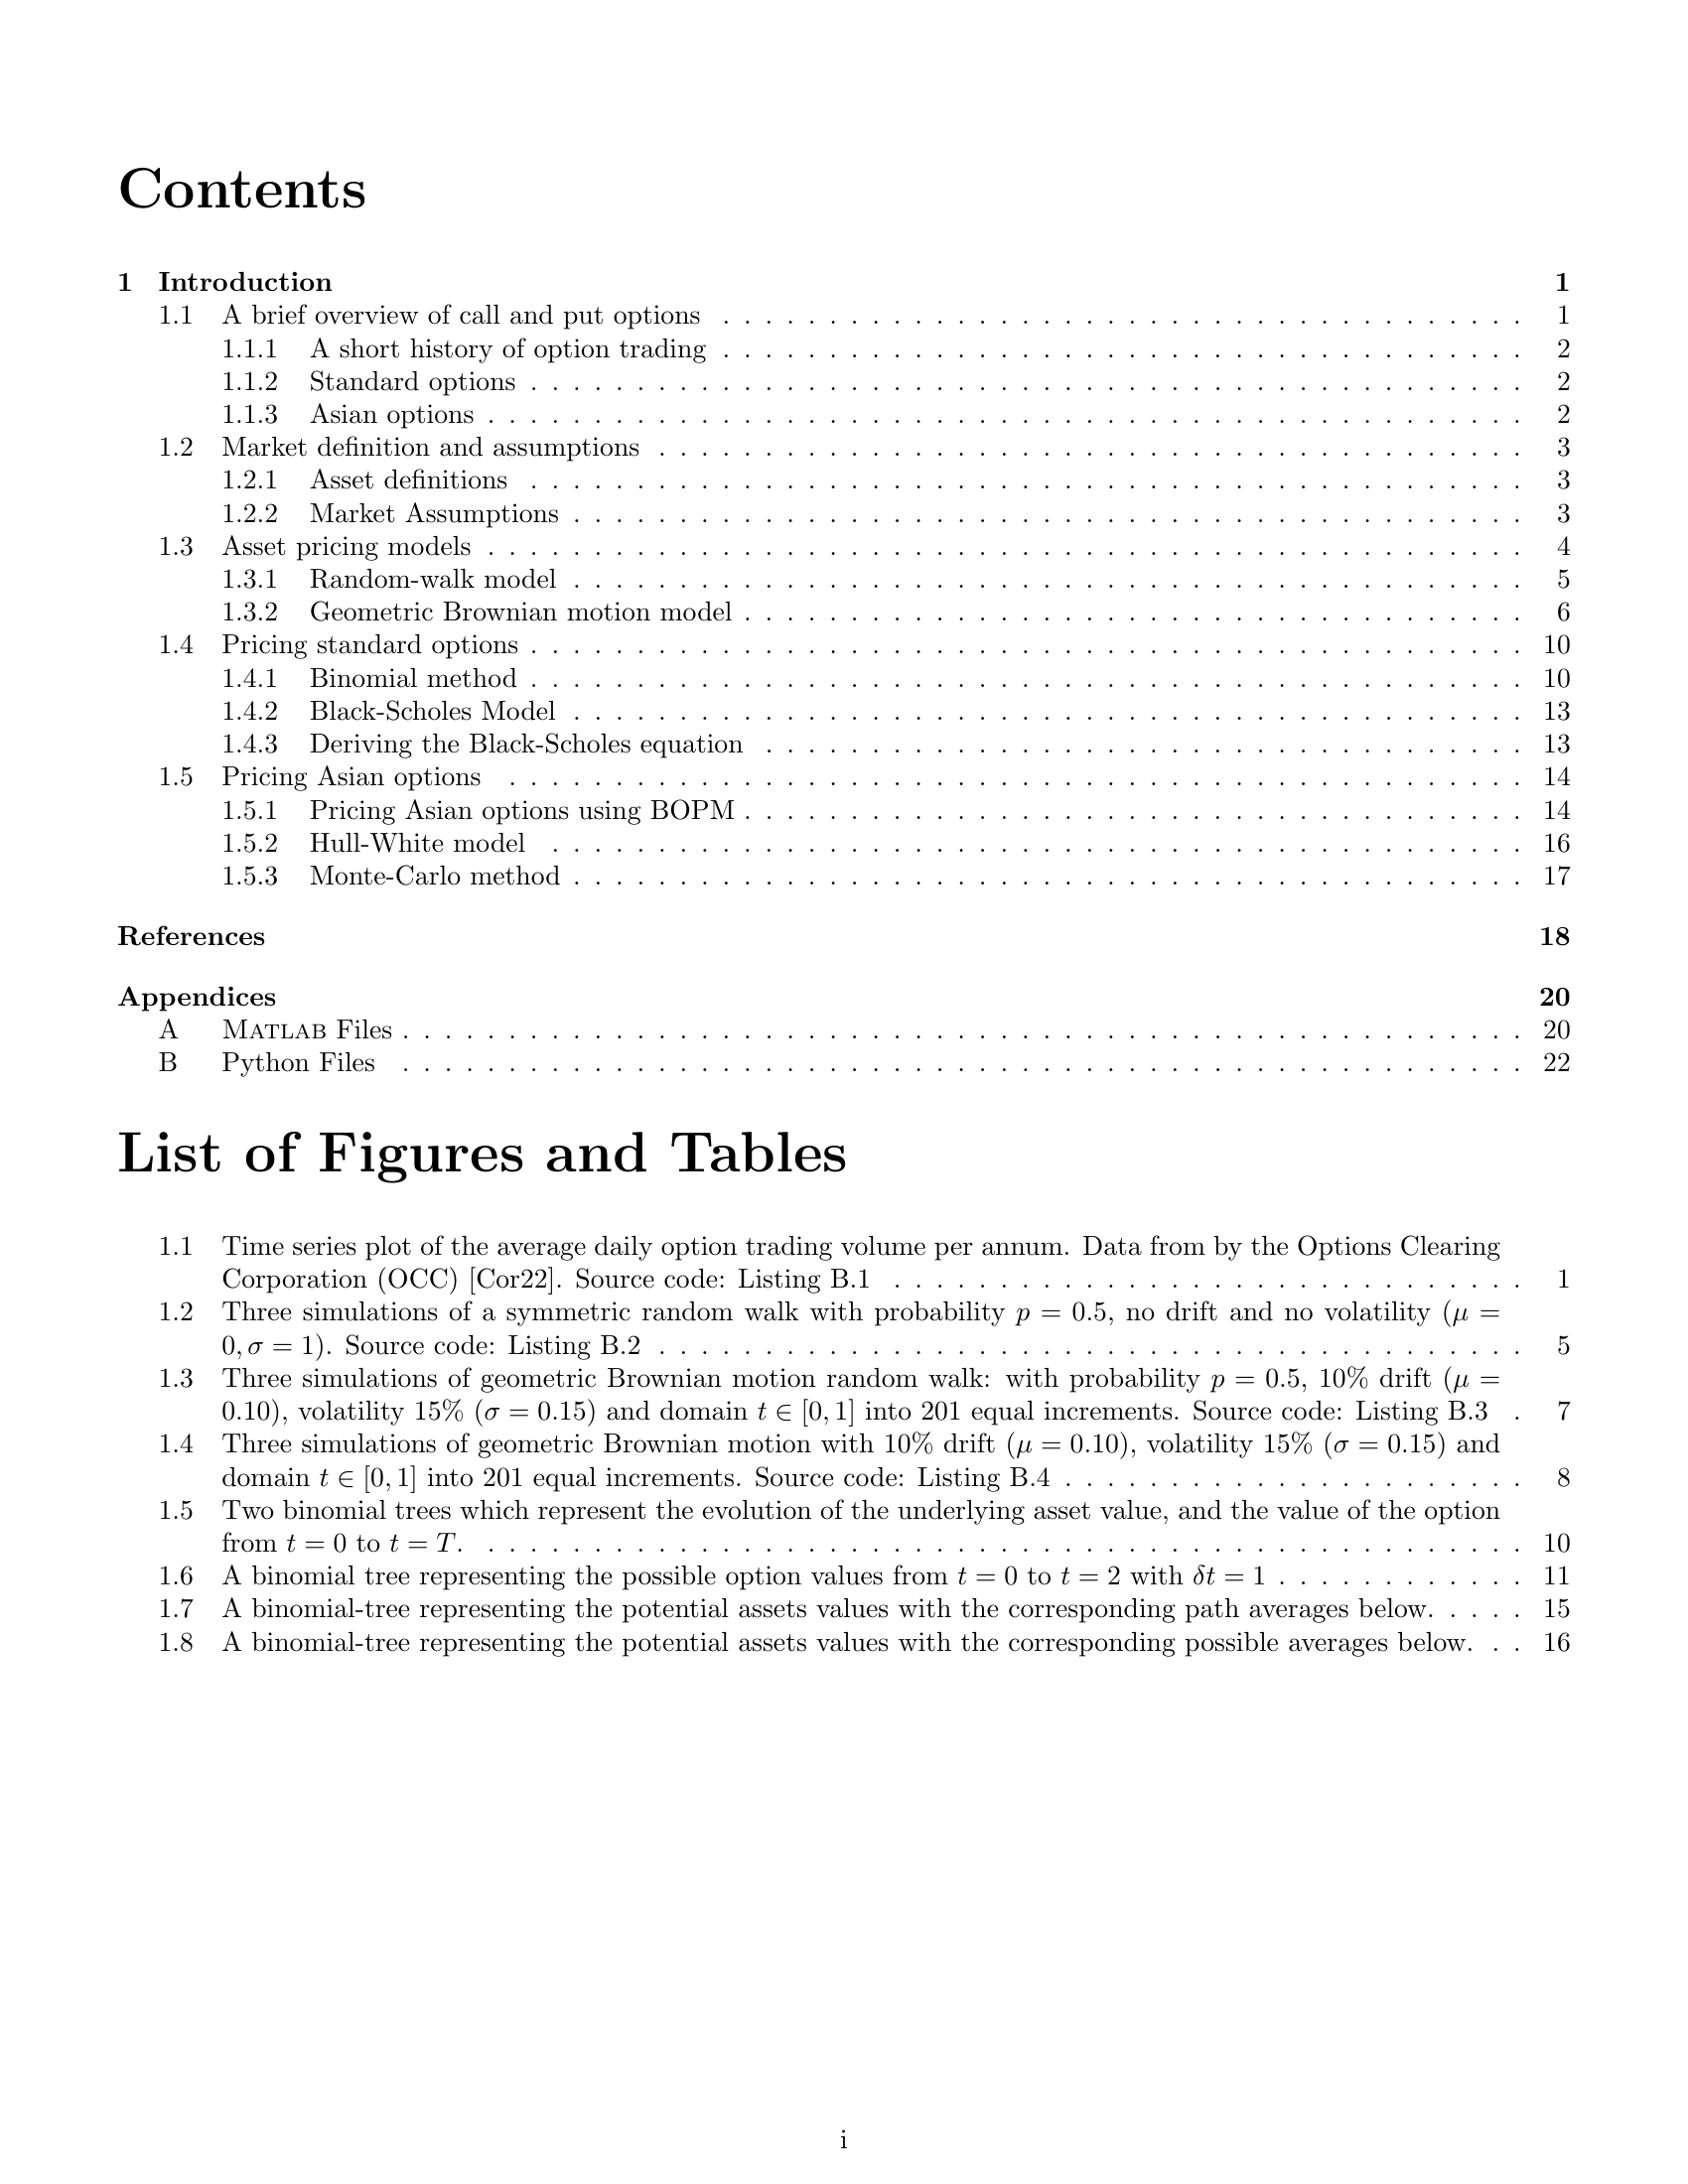 Contents
1 Introduction 1
1.1 A brief overview of call and put options . . . . . . . . . . . . . . . . . . . . . . . . . . . . . . . . . . . . . . 1
1.1.1 A short history of option trading . . . . . . . . . . . . . . . . . . . . . . . . . . . . . . . . . . . . . . 2
1.1.2 Standard options . . . . . . . . . . . . . . . . . . . . . . . . . . . . . . . . . . . . . . . . . . . . . . . 2
1.1.3 Asian options . . . . . . . . . . . . . . . . . . . . . . . . . . . . . . . . . . . . . . . . . . . . . . . . . 2
1.2 Market definition and assumptions . . . . . . . . . . . . . . . . . . . . . . . . . . . . . . . . . . . . . . . . . 3
1.2.1 Asset definitions . . . . . . . . . . . . . . . . . . . . . . . . . . . . . . . . . . . . . . . . . . . . . . . 3
1.2.2 Market Assumptions . . . . . . . . . . . . . . . . . . . . . . . . . . . . . . . . . . . . . . . . . . . . . 3
1.3 Asset pricing models . . . . . . . . . . . . . . . . . . . . . . . . . . . . . . . . . . . . . . . . . . . . . . . . . 4
1.3.1 Random-walk model . . . . . . . . . . . . . . . . . . . . . . . . . . . . . . . . . . . . . . . . . . . . . 5
1.3.2 Geometric Brownian motion model . . . . . . . . . . . . . . . . . . . . . . . . . . . . . . . . . . . . . 6
1.4 Pricing standard options . . . . . . . . . . . . . . . . . . . . . . . . . . . . . . . . . . . . . . . . . . . . . . . 10
1.4.1 Binomial method . . . . . . . . . . . . . . . . . . . . . . . . . . . . . . . . . . . . . . . . . . . . . . . 10
1.4.2 Black-Scholes Model . . . . . . . . . . . . . . . . . . . . . . . . . . . . . . . . . . . . . . . . . . . . . 13
1.4.3 Deriving the Black-Scholes equation . . . . . . . . . . . . . . . . . . . . . . . . . . . . . . . . . . . . 13
1.5 Pricing Asian options . . . . . . . . . . . . . . . . . . . . . . . . . . . . . . . . . . . . . . . . . . . . . . . . 14
1.5.1 Pricing Asian options using BOPM . . . . . . . . . . . . . . . . . . . . . . . . . . . . . . . . . . . . . 14
1.5.2 Hull-White model . . . . . . . . . . . . . . . . . . . . . . . . . . . . . . . . . . . . . . . . . . . . . . 16
1.5.3 Monte-Carlo method . . . . . . . . . . . . . . . . . . . . . . . . . . . . . . . . . . . . . . . . . . . . . 17
References 18
Appendices 20
A MATLAB Files . . . . . . . . . . . . . . . . . . . . . . . . . . . . . . . . . . . . . . . . . . . . . . . . . . . . . 20
B Python Files . . . . . . . . . . . . . . . . . . . . . . . . . . . . . . . . . . . . . . . . . . . . . . . . . . . . . 22
List of Figures and Tables
1.1 Time series plot of the average daily option trading volume per annum. Data from by the Options Clearing
Corporation (OCC) [Cor22]. Source code: Listing B.1 . . . . . . . . . . . . . . . . . . . . . . . . . . . . . . 1
1.2 Three simulations of a symmetric random walk with probability p = 0.5, no drift and no volatility (μ =
0, σ = 1). Source code: Listing B.2 . . . . . . . . . . . . . . . . . . . . . . . . . . . . . . . . . . . . . . . . . 5
1.3 Three simulations of geometric Brownian motion random walk: with probability p = 0.5, 10% drift (μ =
0.10), volatility 15% (σ = 0.15) and domain t ∈ [0, 1] into 201 equal increments. Source code: Listing B.3 . 7
1.4 Three simulations of geometric Brownian motion with 10% drift (μ = 0.10), volatility 15% (σ = 0.15) and
domain t ∈ [0, 1] into 201 equal increments. Source code: Listing B.4 . . . . . . . . . . . . . . . . . . . . . . 8
1.5 Two binomial trees which represent the evolution of the underlying asset value, and the value of the option
from t = 0 to t = T. . . . . . . . . . . . . . . . . . . . . . . . . . . . . . . . . . . . . . . . . . . . . . . . . . 10
1.6 A binomial tree representing the possible option values from t = 0 to t = 2 with δt = 1 . . . . . . . . . . . . 11
1.7 A binomial-tree representing the potential assets values with the corresponding path averages below. . . . . 15
1.8 A binomial-tree representing the potential assets values with the corresponding possible averages below. . . 16
i